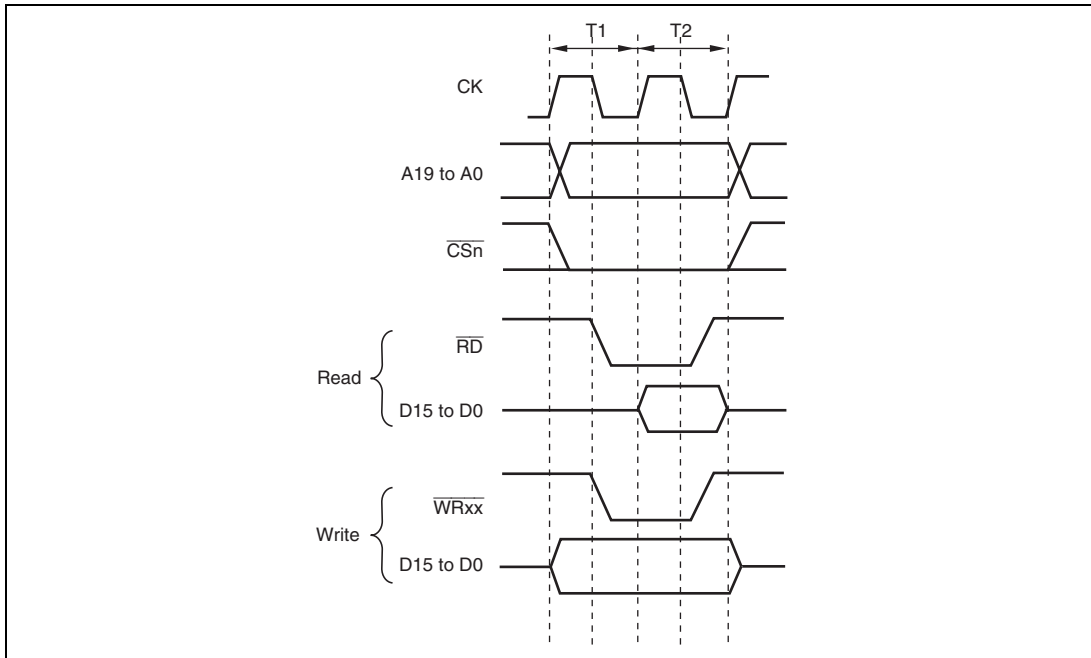 T1 T2
CK
A19 to A0
CSn
RD
Read
D15 to D0
WRxx
Write
D15 to D0